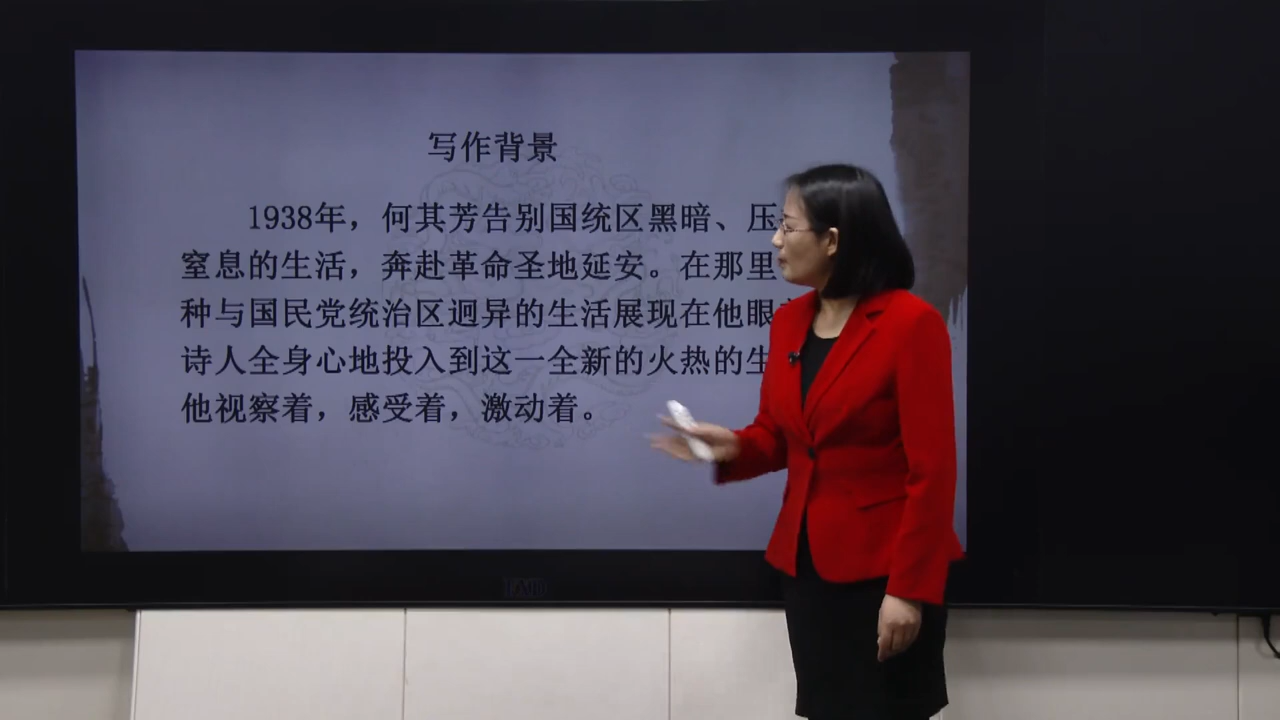 写作背景
1938年，何其芳告别国统区黑暗、压
窒息的生活，奔赴革命圣地延安。在那里
种与国民党统治区迥异的生活展现在他眼
诗人全身心地投入到这一全新的火热的生
他视察着，感受着，激动着。